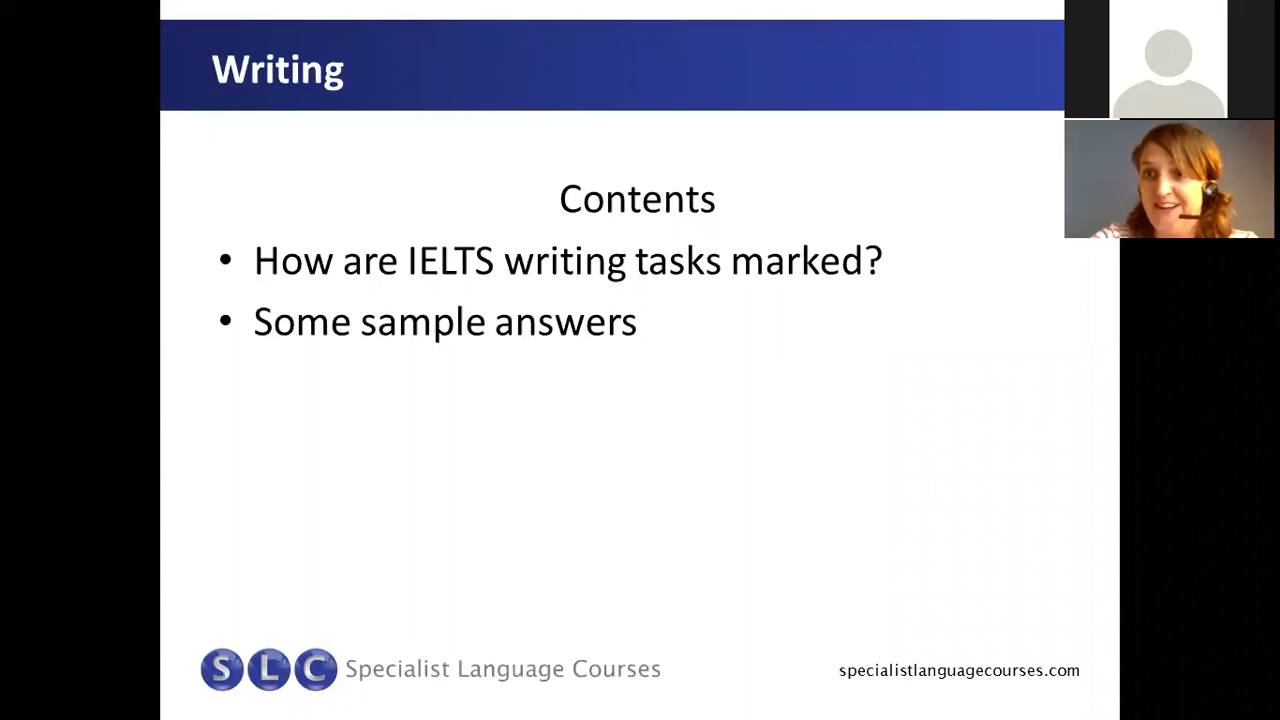 Writing
Contents
• How are IELTS writing tasks marked?
• Some sample answers
SLC Specialist Language Courses
specialistlanguagecourses.com